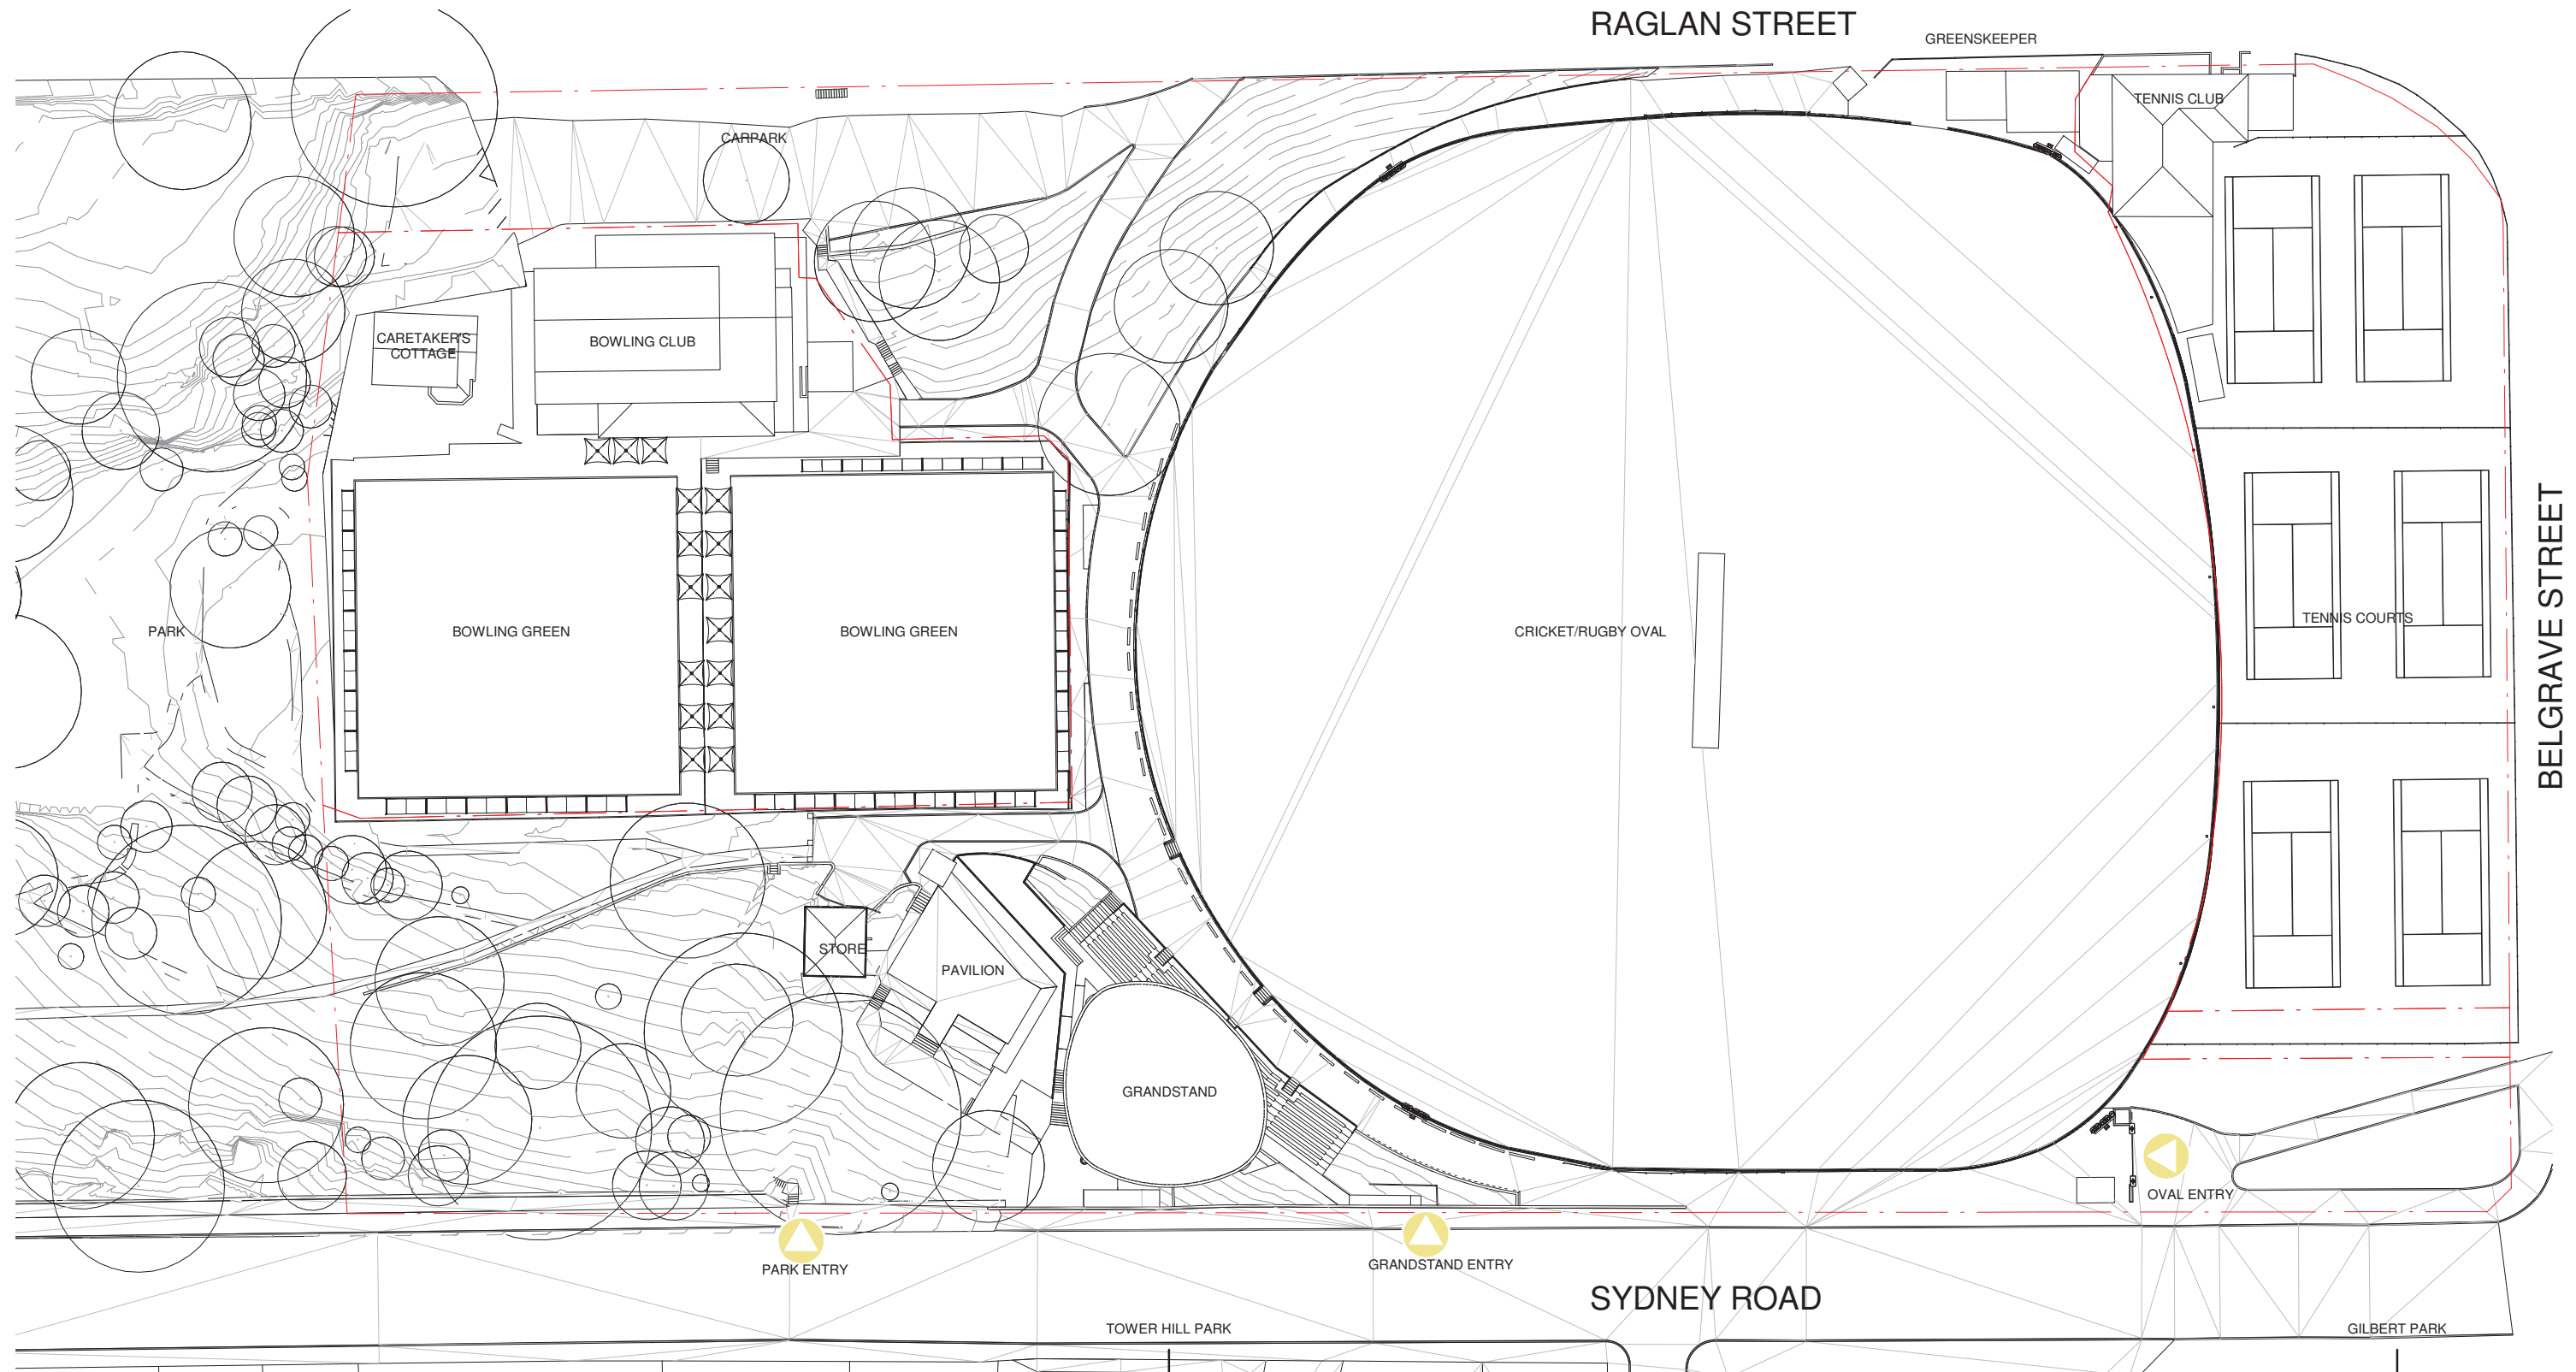 RAGLAN STREET
GREENSKEEPER
TENNIS CLUB
CARPARK
CARETAKER'S
COTTAGE
BOWLING CLUB
BELGRAVE STREET
PARK
BOWLING GREEN
BOWLING GREEN
CRICKET/RUGBY OVAL
TENNIS COURTS
STORE
PAVILION
GRANDSTAND
OVAL ENTRY
PARK ENTRY
GRANDSTAND ENTRY
SYDNEY ROAD
TOWER HILL PARK
GILBERT PARK